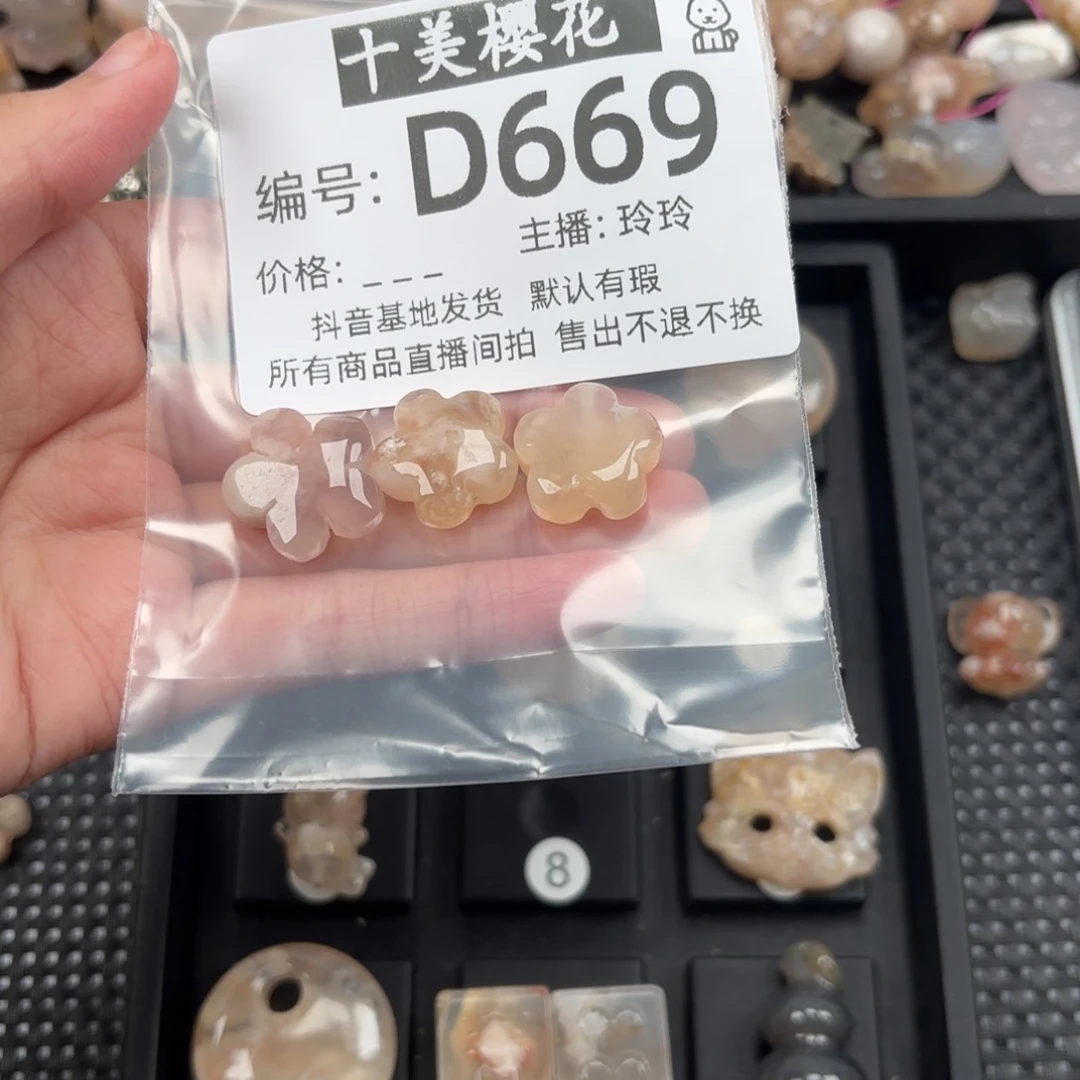 十美樱花
编号: D669
主播: 玲玲
价格: _ _ _
抖音基地发货 默认有瑕
所有商品直播间拍 售出不退不换
8